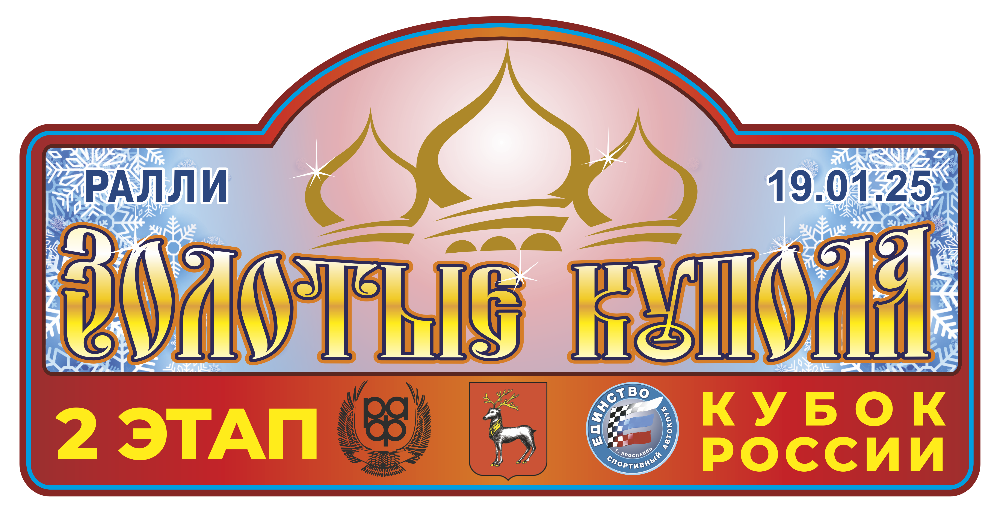 РАЛЛИ
19.01.25
ЗОЛОТЫЕ КУПОЛА
2 ЭТАП
раф
ЕДИНСТВО
Г. ЯРОСЛАВЛЬ
СПОРТИВНЫЙ АВТОКЛУБ
КУБОК
РОССИИ